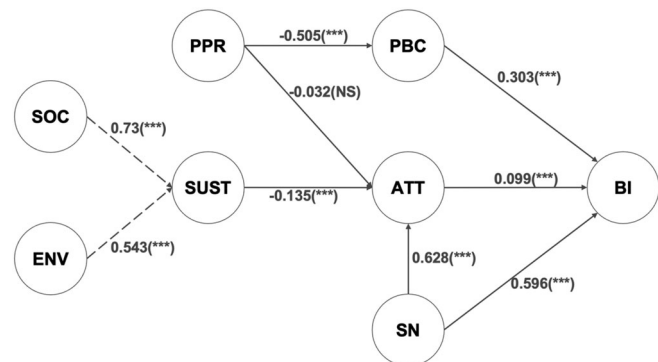 PPR
-0.505(***)
PBC
-0.032(NS)
0.303(***)
SOC
0.73(***)
SUST
-0.135(***)
ATT
0.099(***)
BI
ENV
0.543(***)
0.628(***)
0.596(***)
SN